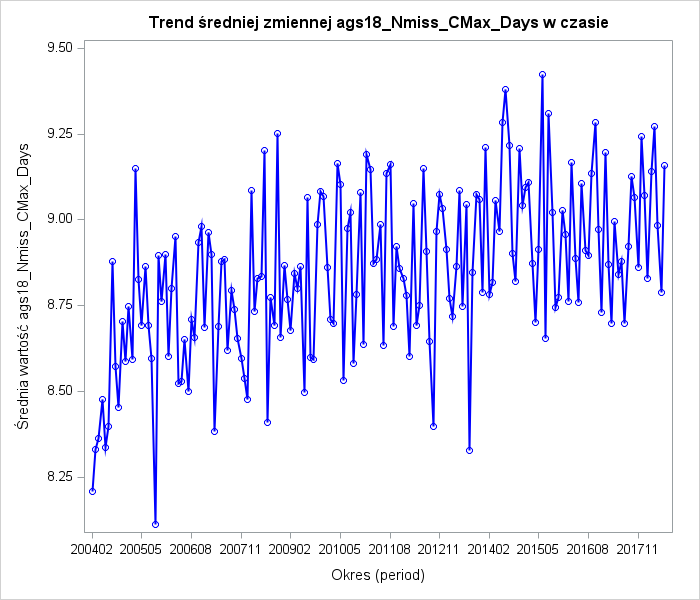 Trend średniej zmiennej ags18_Nmiss_CMax_Days w czasie
Średnia wartość ags18_Nmiss_CMax_Days
9.50
9.25
9.00
8.75
8.50
8.25
200402 200505 200608 200711 200902 201005 201108 201211 201402 201505 201608 201711
Okres (period)